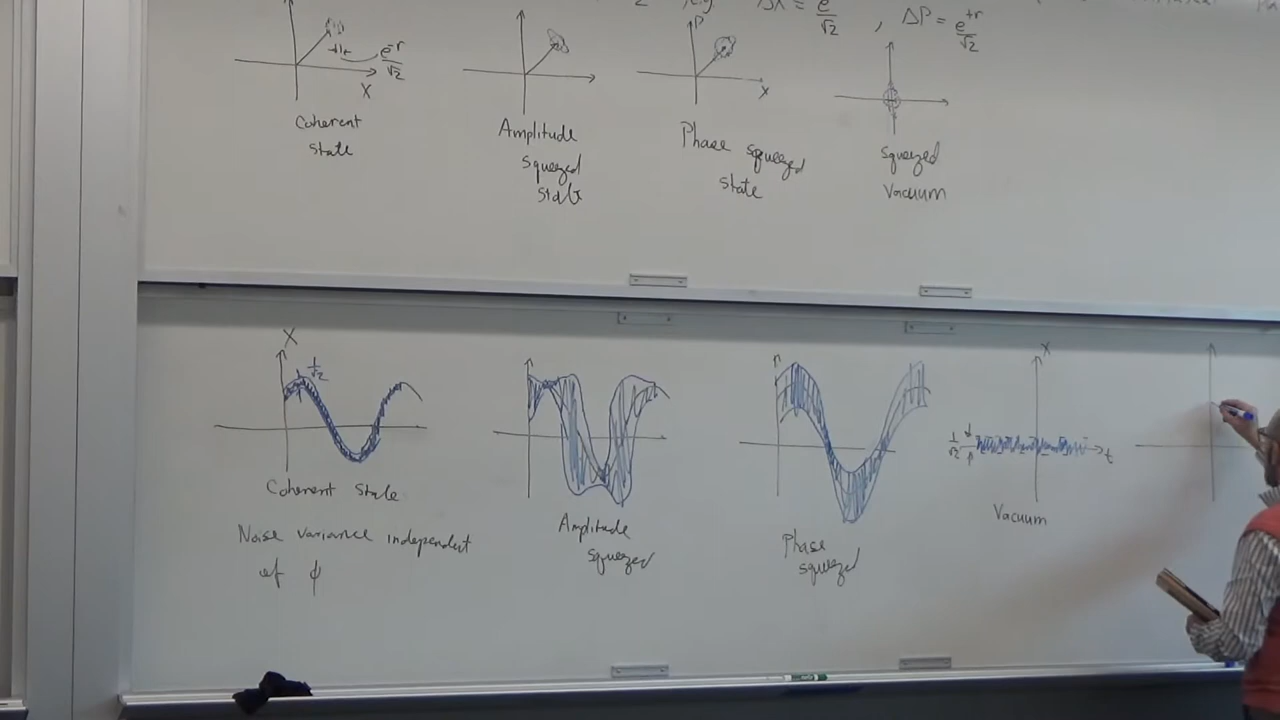 ΔX = e/√2 , ΔP = e^{+r}/√2
P
e^{-r}/√2
X
X
Coherent
State
Amplitude
Squeezed
State
Phase squeezed
State
Squeezed
Vacuum
X
1/√2
X
1/√2
t
Coherent State
Amplitude
squeezed
Phase
squeezed
Vacuum
Noise variance independent
of ϕ